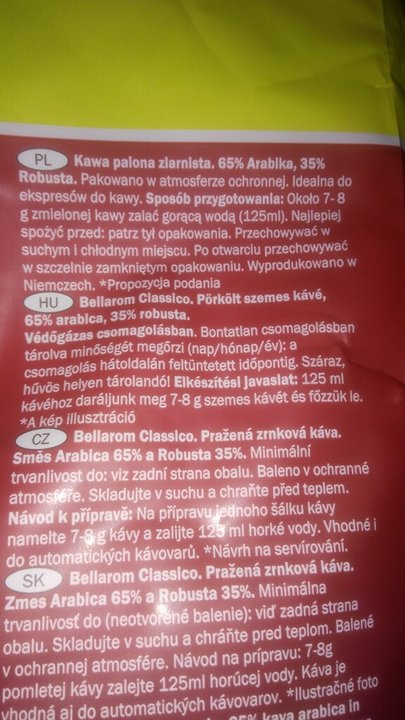 PL Kawa palona ziarnista. 65% Arabika, 35%
Robusta. Pakowano w atmosferze ochronnej. Idealna do
ekspresów do kawy. Sposób przygotowania: Około 7- 8
g zmielonej kawy zalać gorącą wodą (125ml). Najlepiej
spożyć przed: patrz tył opakowania. Przechowywać w
suchym i chłodnym miejscu. Po otwarciu przechowywać
w szczelnie zamkniętym opakowaniu. Wyprodukowano w
Niemczech. *Propozycja podania
HU Bellarom Classico. Pörkölt szemes kávé,
65% arabica, 35% robusta.
Védőgázas csomagolásban. Bontatlan csomagolásban
tárolva minőségét megőrzi (nap/hónap/év): a
csomagolás hátoldalán feltüntetett időpontig. Száraz,
hűvös helyen tárolandó! Elkészítési javaslat: 125 ml
kávéhoz daráljunk meg 7-8 g szemes kávét és főzzük le.
*A kép illusztráció
CZ Bellarom Classico. Pražená zrnková káva.
Směs Arabica 65% a Robusta 35%. Minimální
trvanlivost do: viz zadní strana obalu. Baleno v ochranné
atmosféře. Skladujte v suchu a chraňte před teplem.
Návod k přípravě: Na přípravu jednoho šálku kávy
namelte 7-8 g kávy a zalijte 125 ml horké vody. Vhodné i
do automatických kávovarů. *Návrh na servírování.
SK Bellarom Classico. Pražená zrnková káva.
Zmes Arabica 65% a Robusta 35%. Minimálna
trvanlivosť do (neotvorené balenie): viď zadná strana
obalu. Skladujte v suchu a chráňte pred teplom. Balené
v ochrannej atmosfére. Návod na prípravu: 7-8g
pomletej kávy zalejte 125ml horúcej vody. Káva je
vhodná aj do automatických kávovarov. *Ilustračné foto
35% kava arabica in